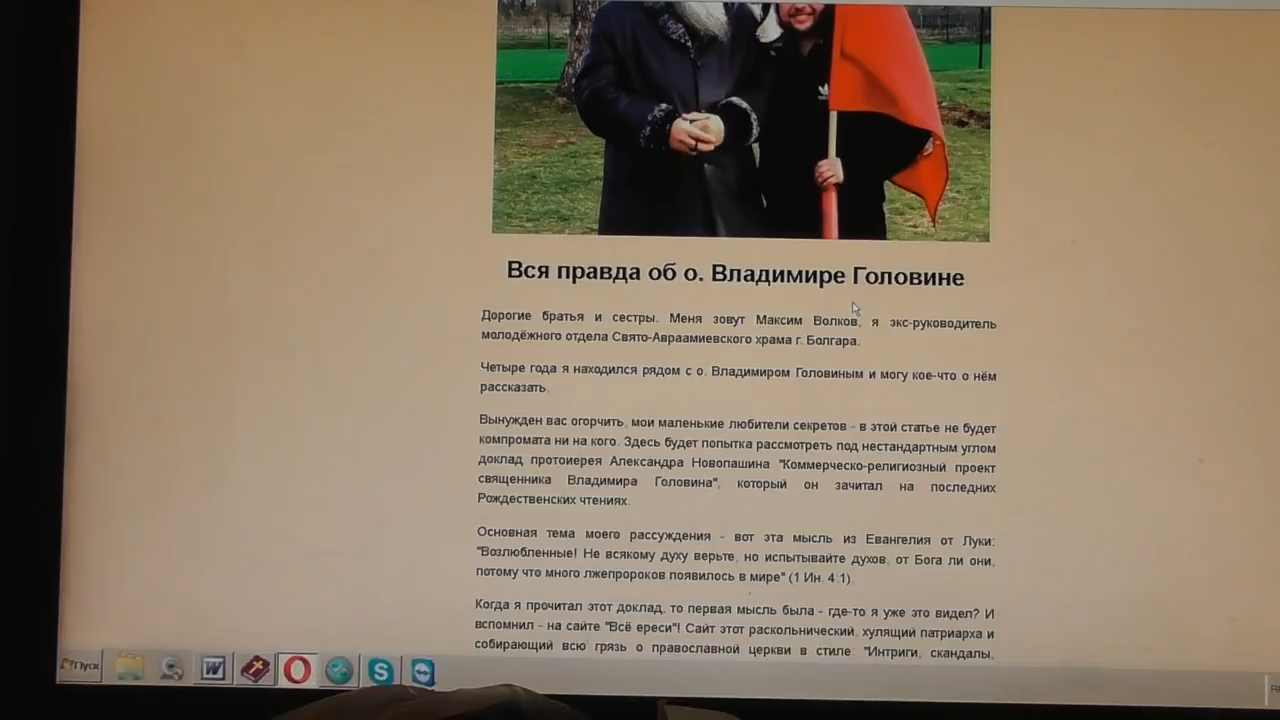 Вся правда об о. Владимире Головине
Дорогие братья и сестры. Меня зовут Максим Волков, я экс-руководитель
молодёжного отдела Свято-Авраамиевского храма г. Болгара.
Четыре года я находился рядом с о. Владимиром Головиным и могу кое-что о нём
рассказать.
Вынужден вас огорчить, мои маленькие любители секретов - в этой статье не будет
компромата ни на кого. Здесь будет попытка рассмотреть под нестандартным углом
доклад протоиерея Александра Новопашина "Коммерческо-религиозный проект
священника Владимира Головина", который он зачитал на последних
Рождественских чтениях.
Основная тема моего рассуждения - вот эта мысль из Евангелия от Луки:
"Возлюбленные! Не всякому духу верьте, но испытывайте духов, от Бога ли они,
потому что много лжепророков появилось в мире" (1 Ин. 4:1).
Когда я прочитал этот доклад, то первая мысль была - где-то я уже это видел? И
вспомнил - на сайте "Всё ереси"! Сайт этот раскольнический, хулящий патриарха и
собирающий всю грязь о православной церкви в стиле: "Интриги, скандалы,
Пуск